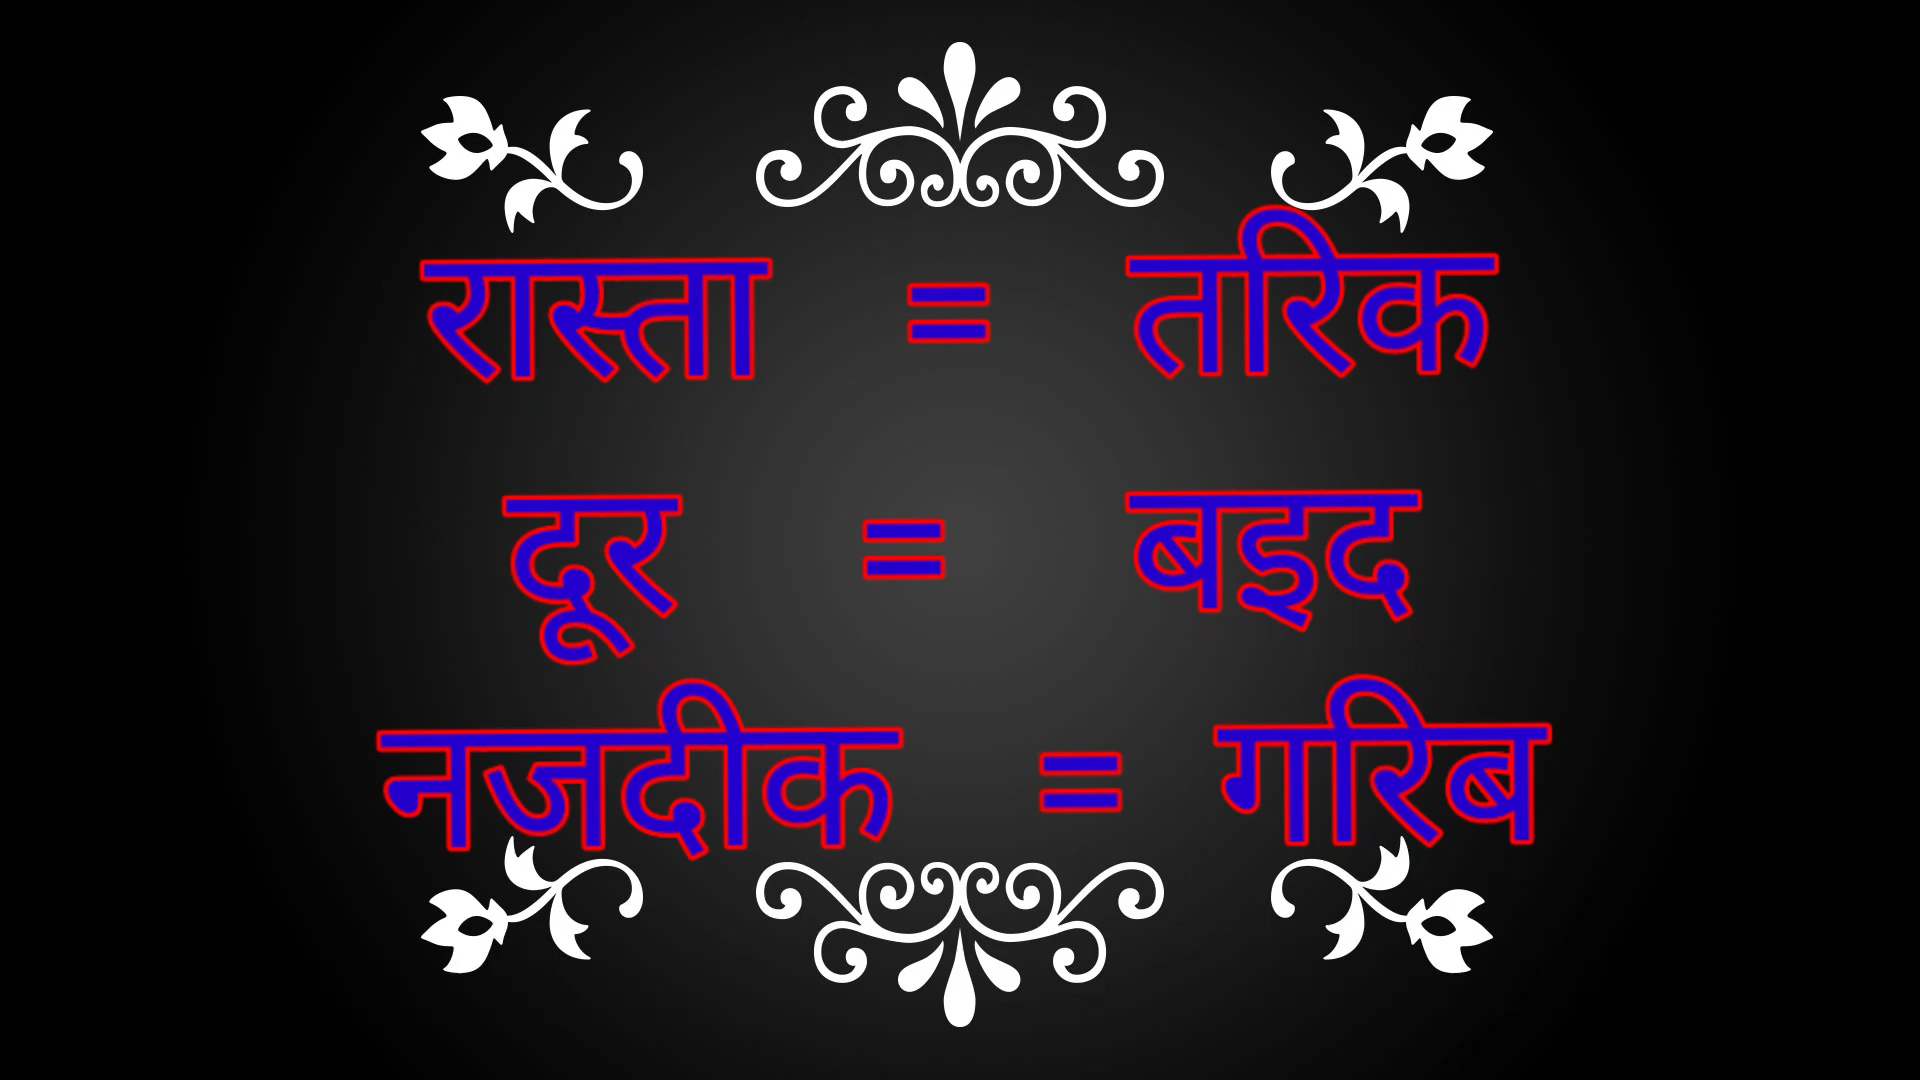 रास्ता = तरिक
दूर = बइद
नजदीक = गरिब